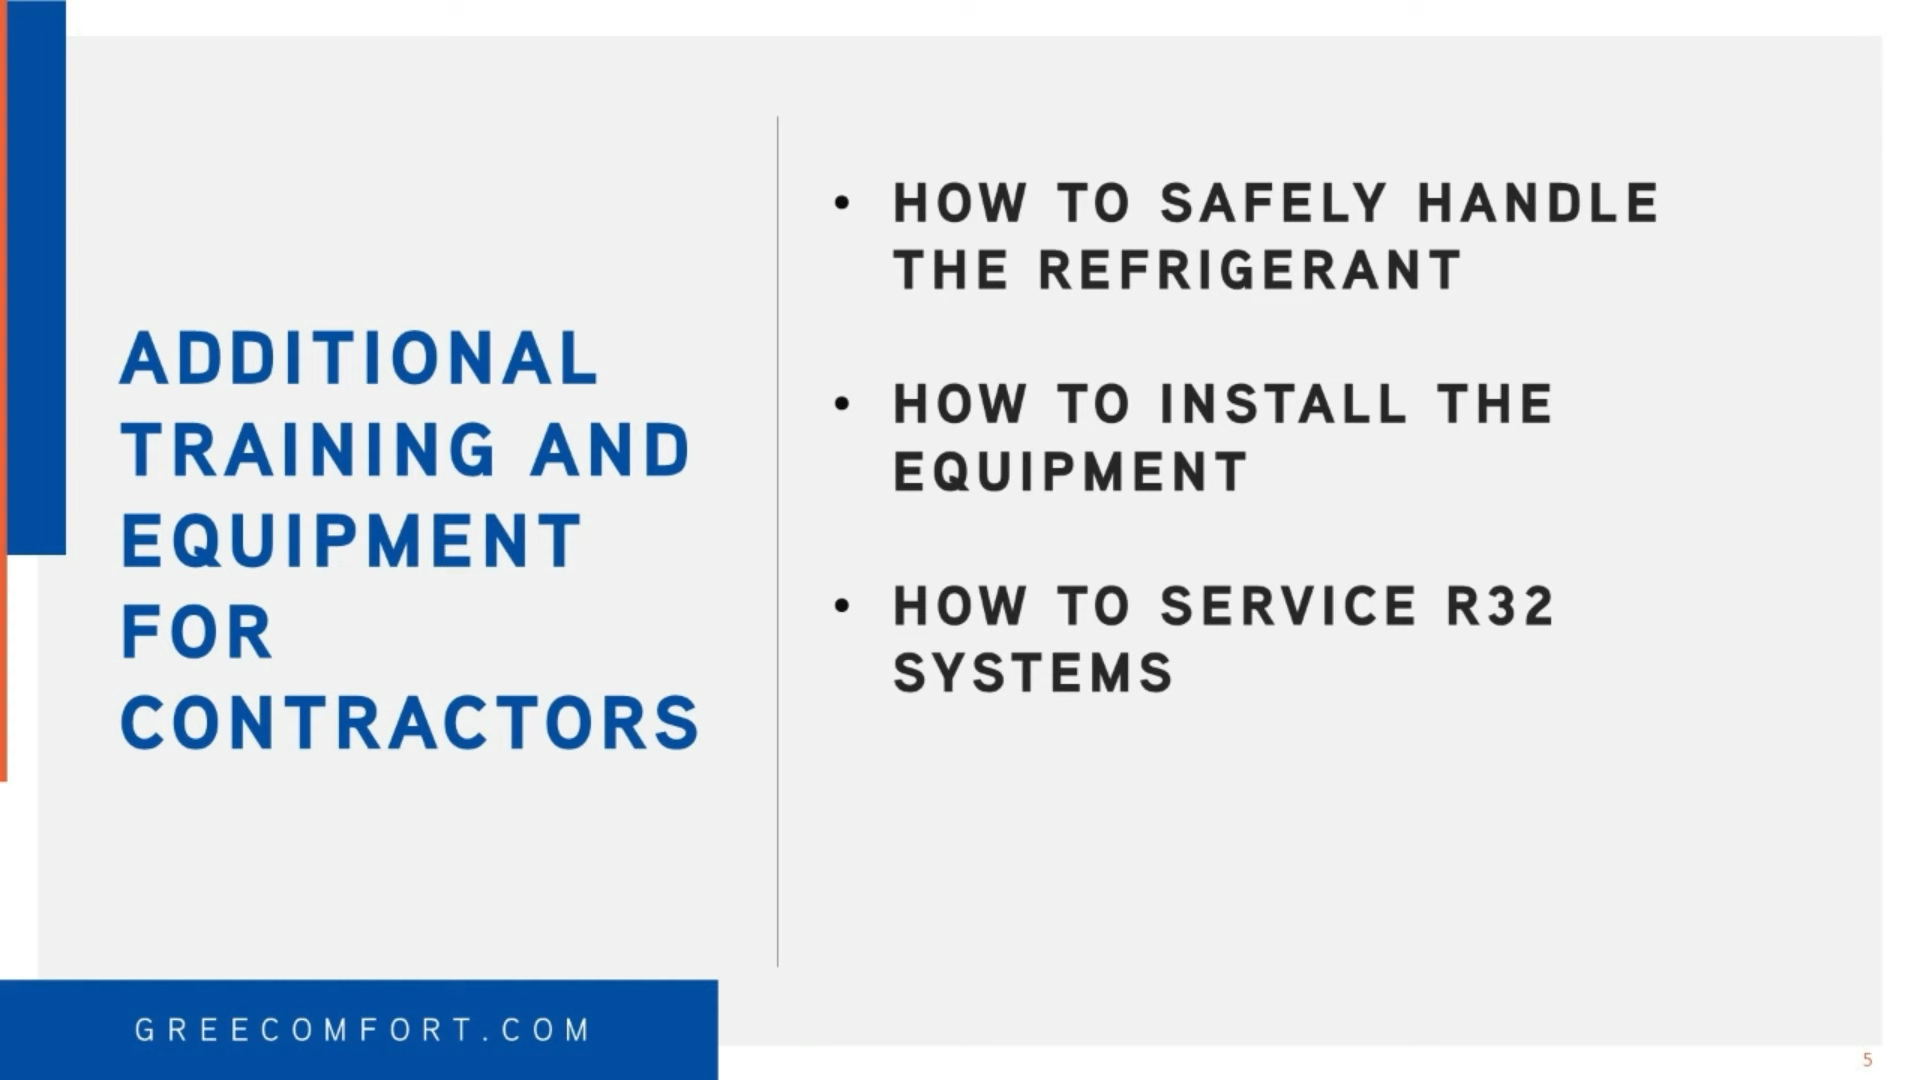 ADDITIONAL
TRAINING AND
EQUIPMENT
FOR
CONTRACTORS
• HOW TO SAFELY HANDLE
THE REFRIGERANT
• HOW TO INSTALL THE
EQUIPMENT
• HOW TO SERVICE R32
SYSTEMS
GREECOMFORT.COM
5